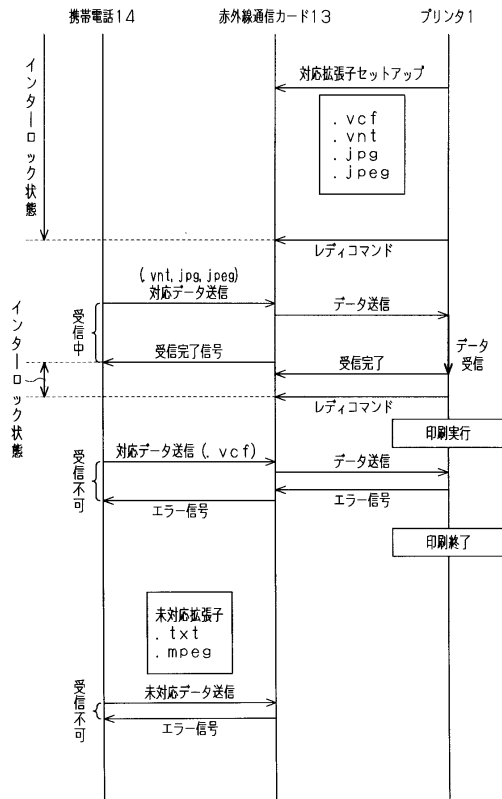 携帯電話14
赤外線通信カード13
プリンタ1
インターロック状態
対応拡張子セットアップ
.vcf
.vnt
.jpg
.jpeg
レディコマンド
(.vnt,jpg,jpeg)
対応データ送信
データ送信
受信中
受信完了信号
受信完了
データ
受信
インターロック状態
レディコマンド
印刷実行
対応データ送信(.vcf)
データ送信
受信不可
エラー信号
エラー信号
印刷終了
未対応拡張子
.txt
.mpeg
未対応データ送信
受信不可
エラー信号